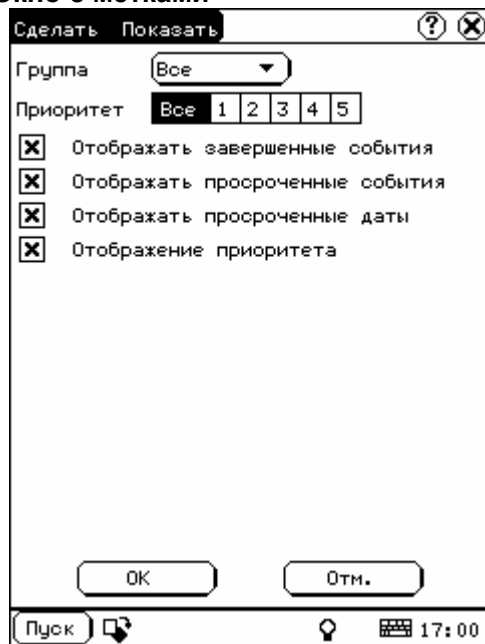 Сделать Показать ?
Группа Все
Приоритет Все 1 2 3 4 5
Отображать завершенные события
Отображать просроченные события
Отображать просроченные даты
Отображение приоритета
ОК Отм.
Пуск 17:00